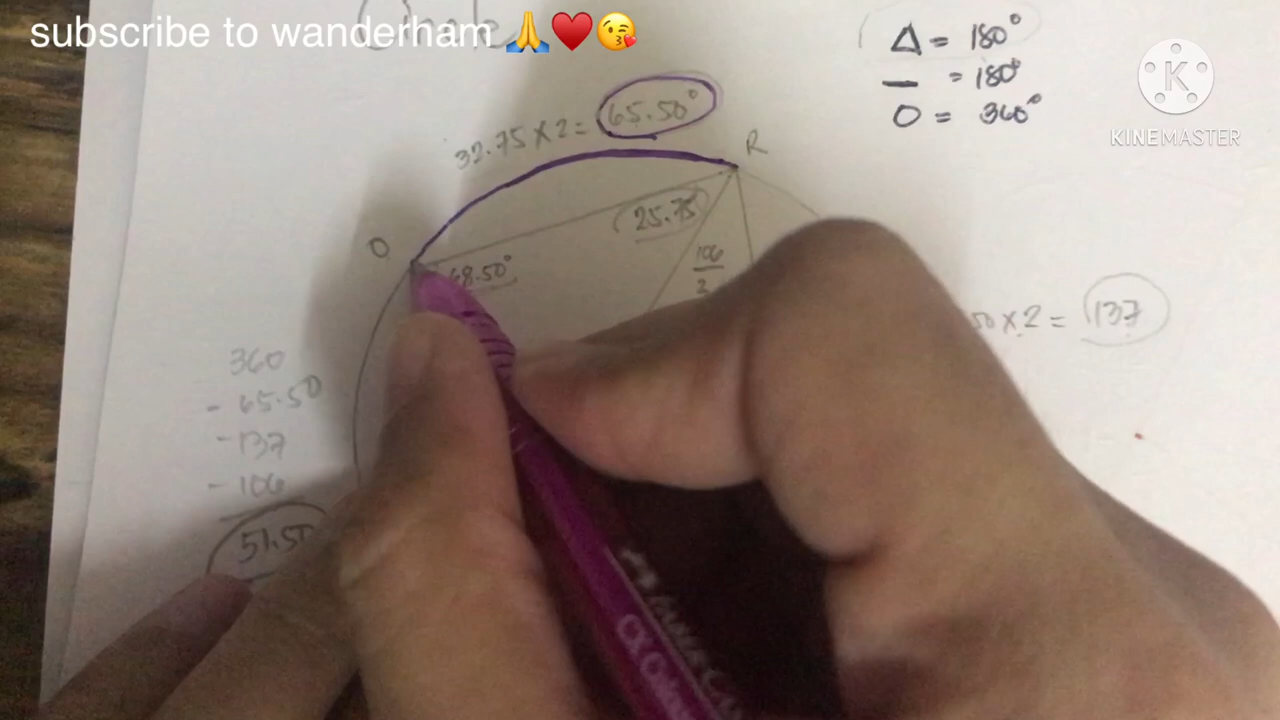 subscribe to wanderham 🙏♥️😘
Circle
Δ = 180°
— = 180°
O = 360°
KINEMASTER
32.75 x 2 = 65.50°
R
25.75
O
68.50°
106
2
50 x 2 = 137
360
- 65.50
- 137
- 106
51.50